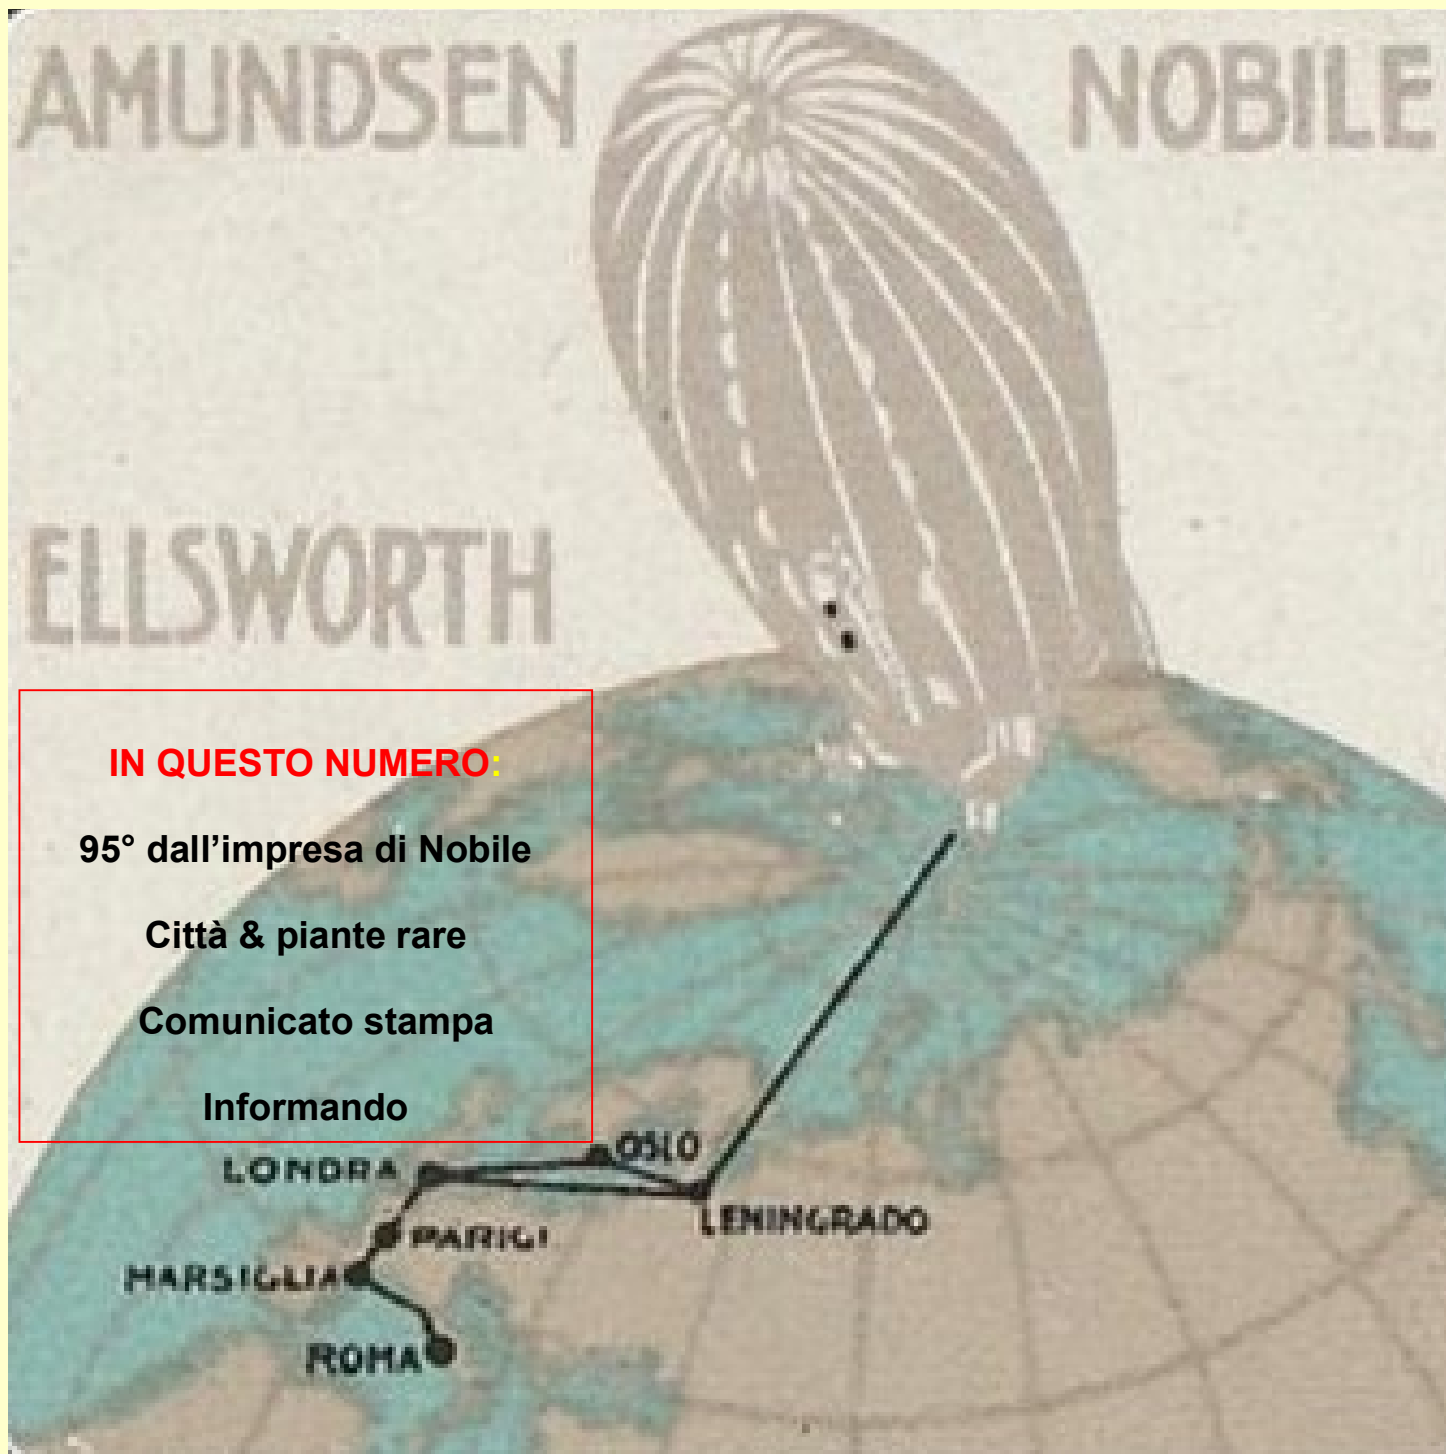 AMUNDSEN
NOBILE
ELLSWORTH
IN QUESTO NUMERO:
95° dall’impresa di Nobile
Città & piante rare
Comunicato stampa
Informando
OSLO
LONDRA
LENINGRADO
PARIGI
MARSIGLIA
ROMA